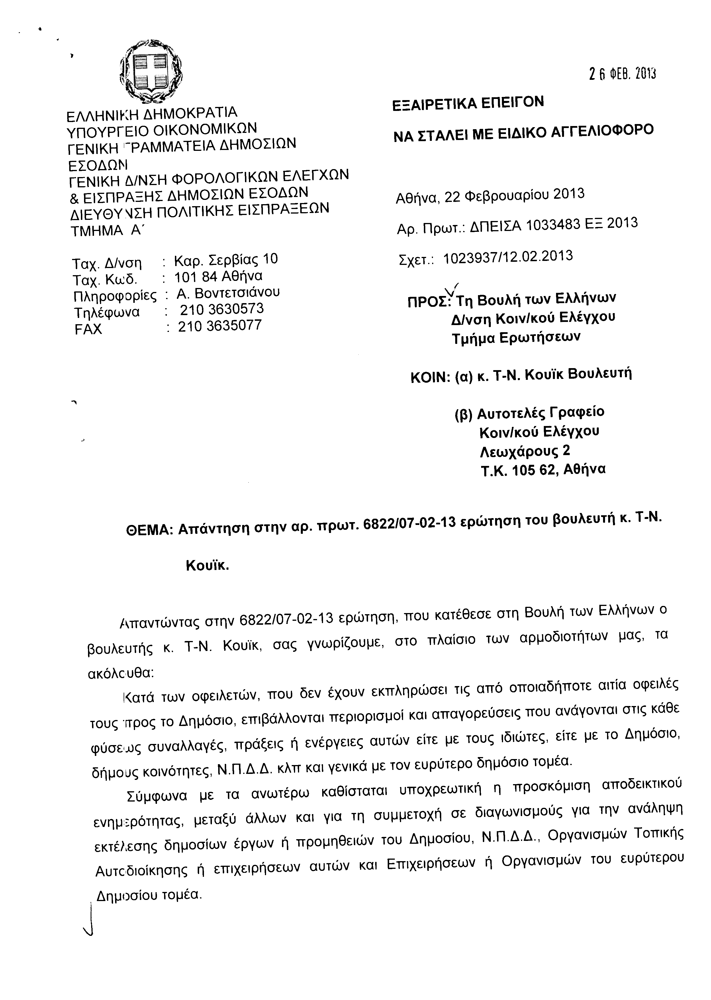 2 6 ΦΕΒ. 2013
ΕΛΛΗΝΙΚΗ ΔΗΜΟΚΡΑΤΙΑ
ΥΠΟΥΡΓΕΙΟ ΟΙΚΟΝΟΜΙΚΩΝ
ΓΕΝΙΚΗ ΓΡΑΜΜΑΤΕΙΑ ΔΗΜΟΣΙΩΝ
ΕΣΟΔΩΝ
ΓΕΝΙΚΗ Δ/ΝΣΗ ΦΟΡΟΛΟΓΙΚΩΝ ΕΛΕΓΧΩΝ
& ΕΙΣΠΡΑΞΗΣ ΔΗΜΟΣΙΩΝ ΕΣΟΔΩΝ
ΔΙΕΥΘΥΝΣΗ ΠΟΛΙΤΙΚΗΣ ΕΙΣΠΡΑΞΕΩΝ
ΤΜΗΜΑ Α΄
Ταχ. Δ/νση : Καρ. Σερβίας 10
Ταχ. Κωδ. : 101 84 Αθήνα
Πληροφορίες : Α. Βοντετσιάνου
Τηλέφωνα : 210 3630573
FAX : 210 3635077
ΕΞΑΙΡΕΤΙΚΑ ΕΠΕΙΓΟΝ
ΝΑ ΣΤΑΛΕΙ ΜΕ ΕΙΔΙΚΟ ΑΓΓΕΛΙΟΦΟΡΟ
Αθήνα, 22 Φεβρουαρίου 2013
Αρ. Πρωτ.: ΔΠΕΙΣΑ 1033483 ΕΞ 2013
Σχετ.: 1023937/12.02.2013
ΠΡΟΣ: Τη Βουλή των Ελλήνων
Δ/νση Κοιν/κού Ελέγχου
Τμήμα Ερωτήσεων
ΚΟΙΝ: (α) κ. Τ-Ν. Κουϊκ Βουλευτή
(β) Αυτοτελές Γραφείο
Κοιν/κού Ελέγχου
Λεωχάρους 2
Τ.Κ. 105 62, Αθήνα
ΘΕΜΑ: Απάντηση στην αρ. πρωτ. 6822/07-02-13 ερώτηση του βουλευτή κ. Τ-Ν.
Κουϊκ.
Απαντώντας στην 6822/07-02-13 ερώτηση, που κατέθεσε στη Βουλή των Ελλήνων ο
βουλευτής κ. Τ-Ν. Κουϊκ, σας γνωρίζουμε, στο πλαίσιο των αρμοδιοτήτων μας, τα
ακόλουθα:
Κατά των οφειλετών, που δεν έχουν εκπληρώσει τις από οποιαδήποτε αιτία οφειλές
τους προς το Δημόσιο, επιβάλλονται περιορισμοί και απαγορεύσεις που ανάγονται στις κάθε
φύσεως συναλλαγές, πράξεις ή ενέργειες αυτών είτε με τους ιδιώτες, είτε με το Δημόσιο,
δήμους κοινότητες, Ν.Π.Δ.Δ. κλπ και γενικά με τον ευρύτερο δημόσιο τομέα.
Σύμφωνα με τα ανωτέρω καθίσταται υποχρεωτική η προσκόμιση αποδεικτικού
ενημερότητας, μεταξύ άλλων και για τη συμμετοχή σε διαγωνισμούς για την ανάληψη
εκτέλεσης δημοσίων έργων ή προμηθειών του Δημοσίου, Ν.Π.Δ.Δ., Οργανισμών Τοπικής
Αυτοδιοίκησης ή επιχειρήσεων αυτών και Επιχειρήσεων ή Οργανισμών του ευρύτερου
Δημοσίου τομέα.